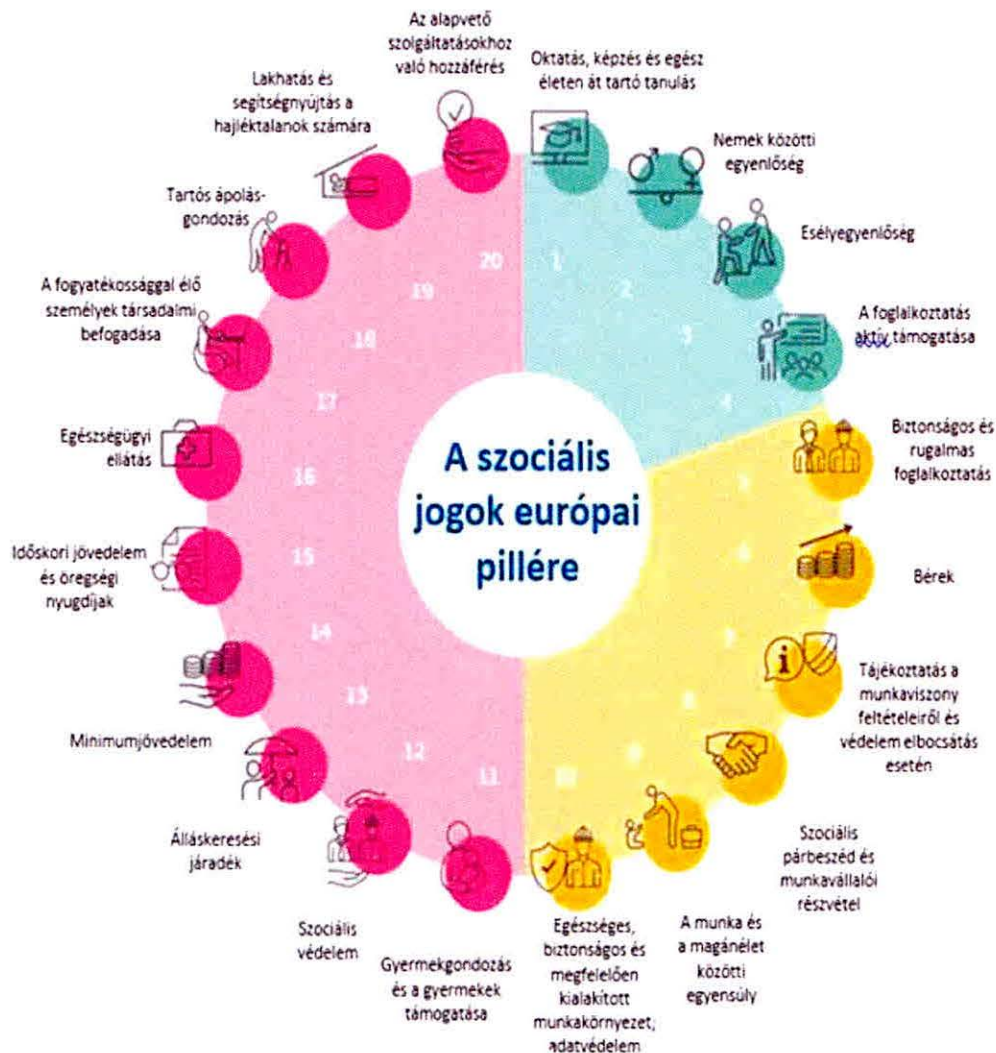 Az alapvető
szolgáltatásokhoz
való hozzáférés
Oktatás, képzés és egész
életen át tartó tanulás
Lakhatás és
segítségnyújtás a
hajléktalanok számára
Nemek közötti
egyenlőség
Tartós ápolás-
gondozás
Esélyegyenlőség
A fogyatékossággal élő
személyek társadalmi
befogadása
A foglalkoztatás
aktív támogatása
Egészségügyi
ellátás
Biztonságos és
rugalmas
foglalkoztatás
Időskori jövedelem
és öregségi
nyugdíjak
Bérek
Minimumjövedelem
Tájékoztatás a
munkaviszony
feltételeiről és
védelem elbocsátás
esetén
Álláskeresési
járadék
Szociális
párbeszéd és
munkavállalói
részvétel
Szociális
védelem
A munka és
a magánélet
közötti
egyensúly
Gyermekgondozás
és a gyermekek
támogatása
Egészséges,
biztonságos és
megfelelően
kialakított
munkakörnyezet;
adatvédelem
A szociális
jogok európai
pillére
1
2
3
4
5
6
7
8
9
10
11
12
13
14
15
16
17
18
19
20
i